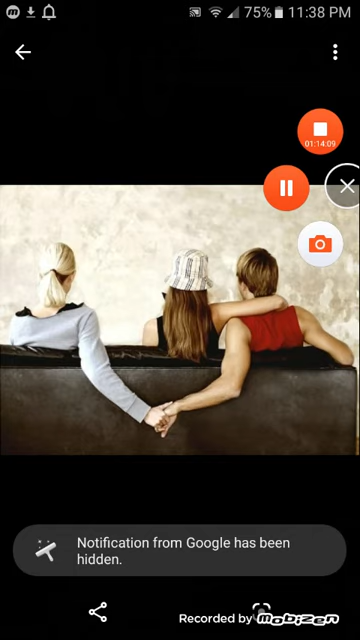 75% 11:38 PM
01:14:09
Notification from Google has been
hidden.
Recorded by mobizen